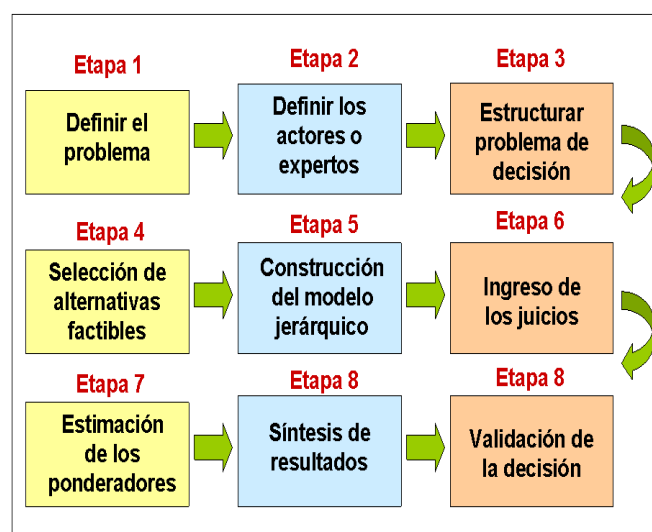 Etapa 1
Definir el
problema
Etapa 2
Definir los
actores o
expertos
Etapa 3
Estructurar
problema de
decisión
Etapa 4
Selección de
alternativas
factibles
Etapa 5
Construcción
del modelo
jerárquico
Etapa 6
Ingreso de
los juicios
Etapa 7
Estimación
de los
ponderadores
Etapa 8
Síntesis de
resultados
Etapa 8
Validación de
la decisión